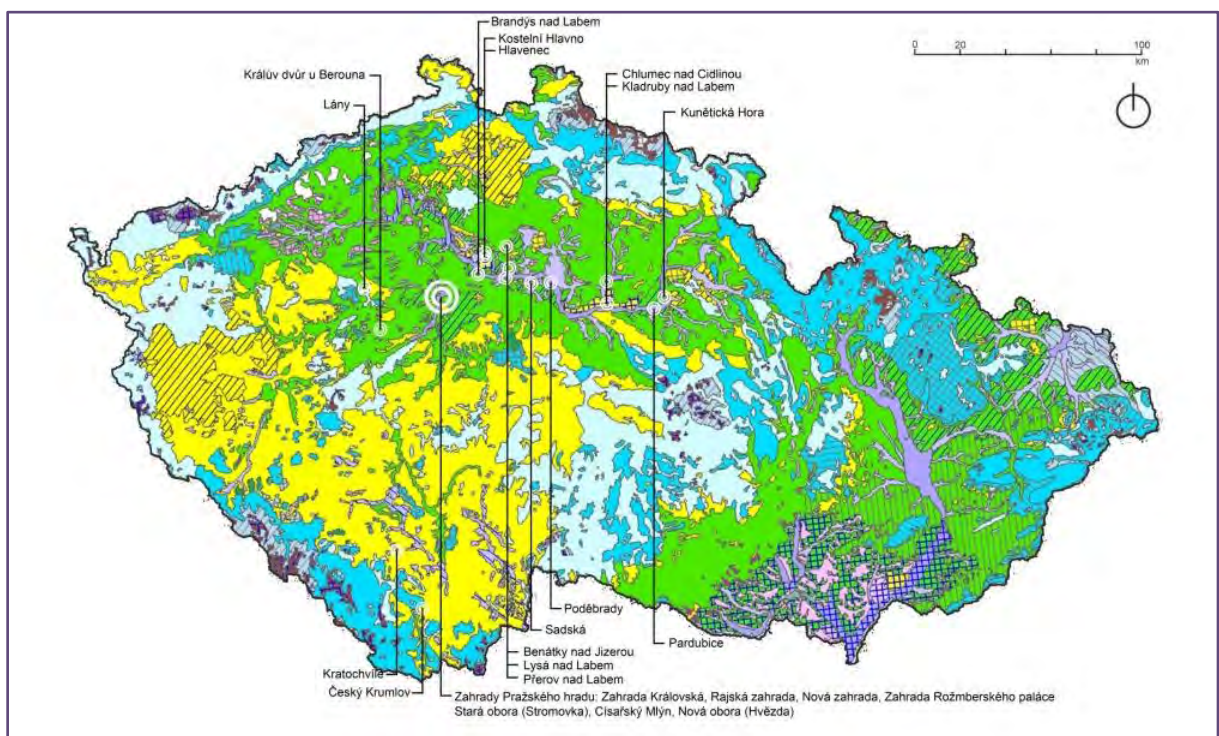 Brandýs nad Labem
Kostelní Hlavno
Hlavenec
Králův dvůr u Berouna
Lány
Chlumec nad Cidlinou
Kladruby nad Labem
Kunětická Hora
0 20 100
km
Poděbrady
Sadská
Pardubice
Benátky nad Jizerou
Lysá nad Labem
Přerov nad Labem
Kratochvíle
Český Krumlov
Zahrady Pražského hradu: Zahrada Královská, Rajská zahrada, Nová zahrada, Zahrada Rožmberského paláce
Stará obora (Stromovka), Císařský Mlýn, Nová obora (Hvězda)